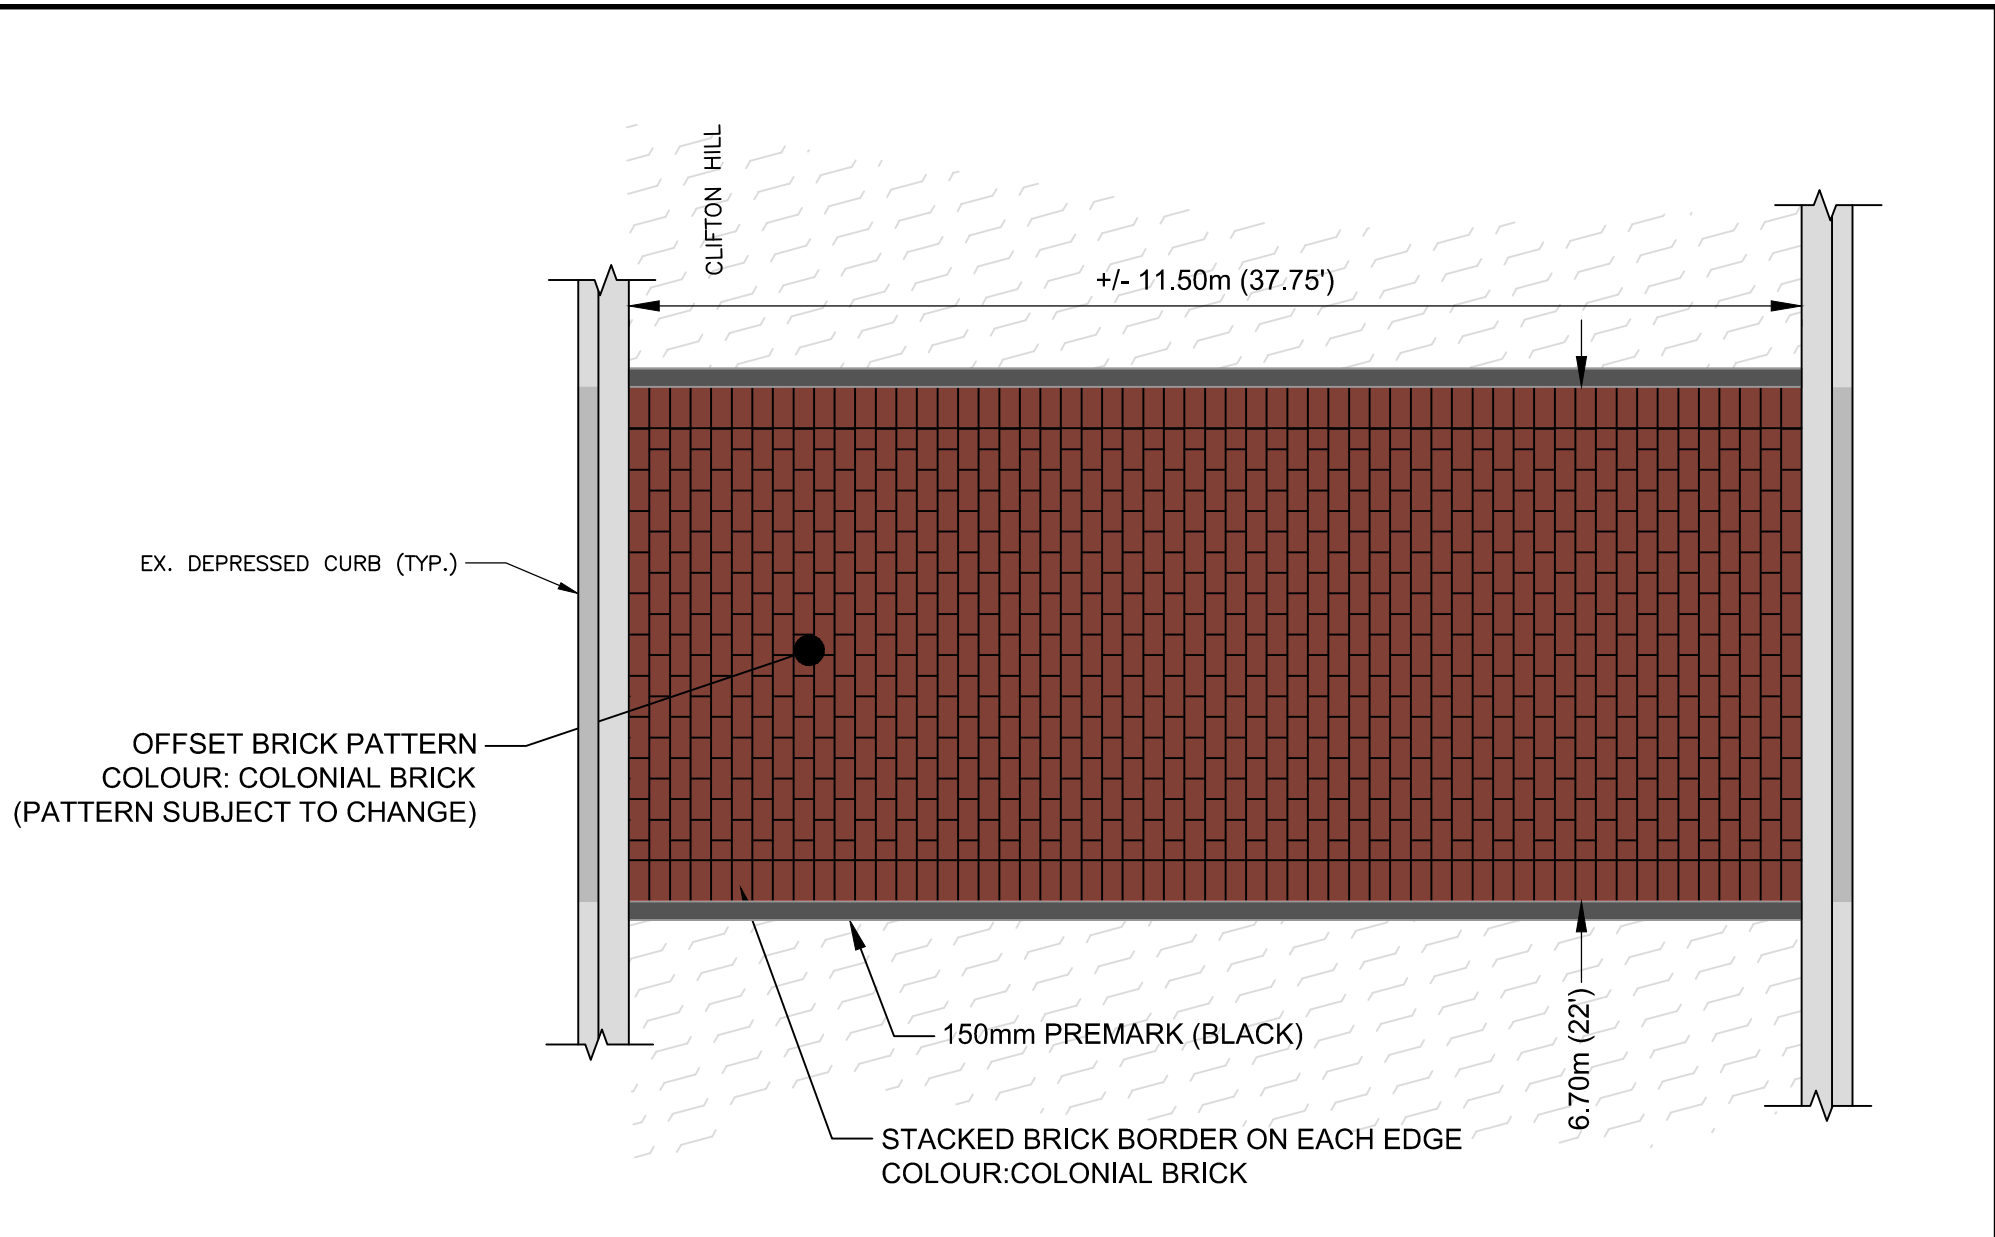 CLIFTON HILL
+/- 11.50m (37.75')
EX. DEPRESSED CURB (TYP.)
OFFSET BRICK PATTERN
COLOUR: COLONIAL BRICK
(PATTERN SUBJECT TO CHANGE)
150mm PREMARK (BLACK)
6.70m (22')
STACKED BRICK BORDER ON EACH EDGE
COLOUR:COLONIAL BRICK